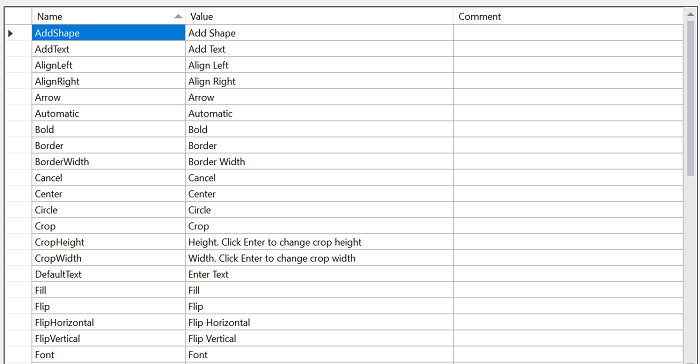 Name Value Comment
AddShape Add Shape
AddText Add Text
AlignLeft Align Left
AlignRight Align Right
Arrow Arrow
Automatic Automatic
Bold Bold
Border Border
BorderWidth Border Width
Cancel Cancel
Center Center
Circle Circle
Crop Crop
CropHeight Height. Click Enter to change crop height
CropWidth Width. Click Enter to change crop width
DefaultText Enter Text
Fill Fill
Flip Flip
FlipHorizontal Flip Horizontal
FlipVertical Flip Vertical
Font Font